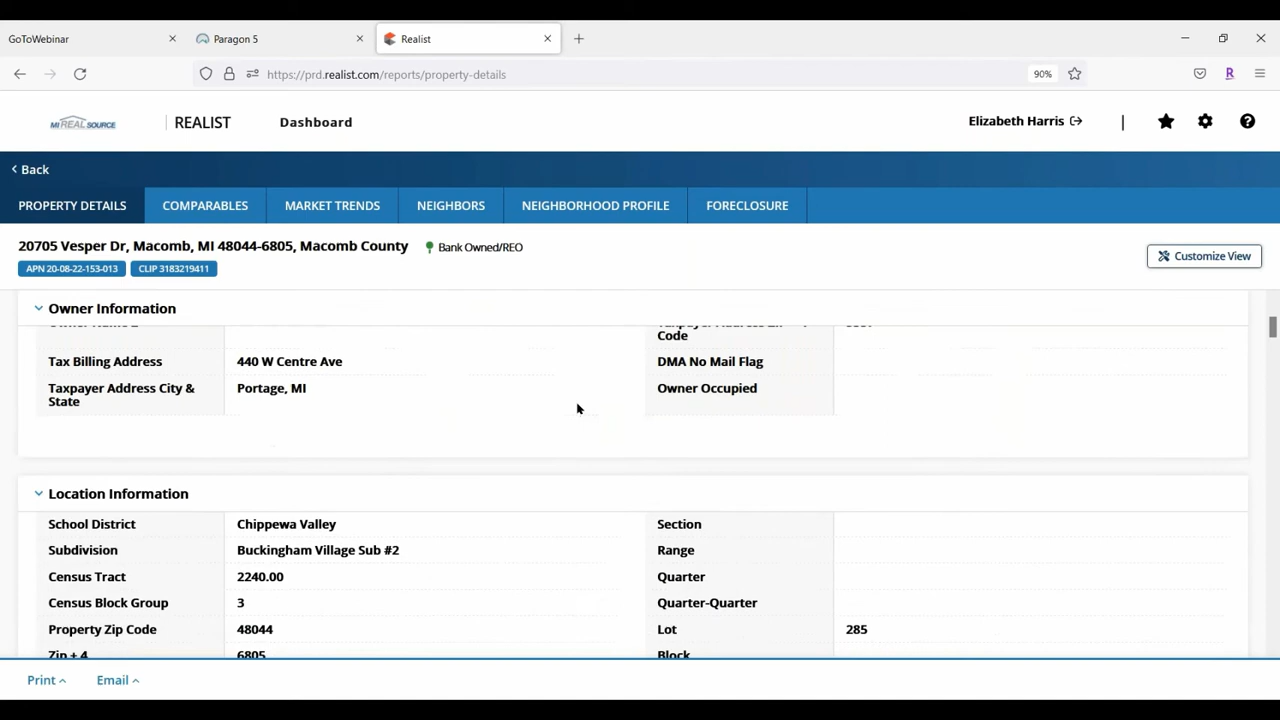 GoToWebinar
Paragon 5
Realist
https://prd.realist.com/reports/property-details
90%
R
MI REAL SOURCE
REALIST
Dashboard
Elizabeth Harris
Back
PROPERTY DETAILS
COMPARABLES
MARKET TRENDS
NEIGHBORS
NEIGHBORHOOD PROFILE
FORECLOSURE
20705 Vesper Dr, Macomb, MI 48044-6805, Macomb County
Bank Owned/REO
APN 20-08-22-153-013
CLIP 3183219411
Customize View
Owner Information
Code
Tax Billing Address 440 W Centre Ave
DMA No Mail Flag
Taxpayer Address City & State Portage, MI
Owner Occupied
Location Information
School District Chippewa Valley
Section
Subdivision Buckingham Village Sub #2
Range
Census Tract 2240.00
Quarter
Census Block Group 3
Quarter-Quarter
Property Zip Code 48044
Lot 285
Zip + 4 6805
Block
Print
Email